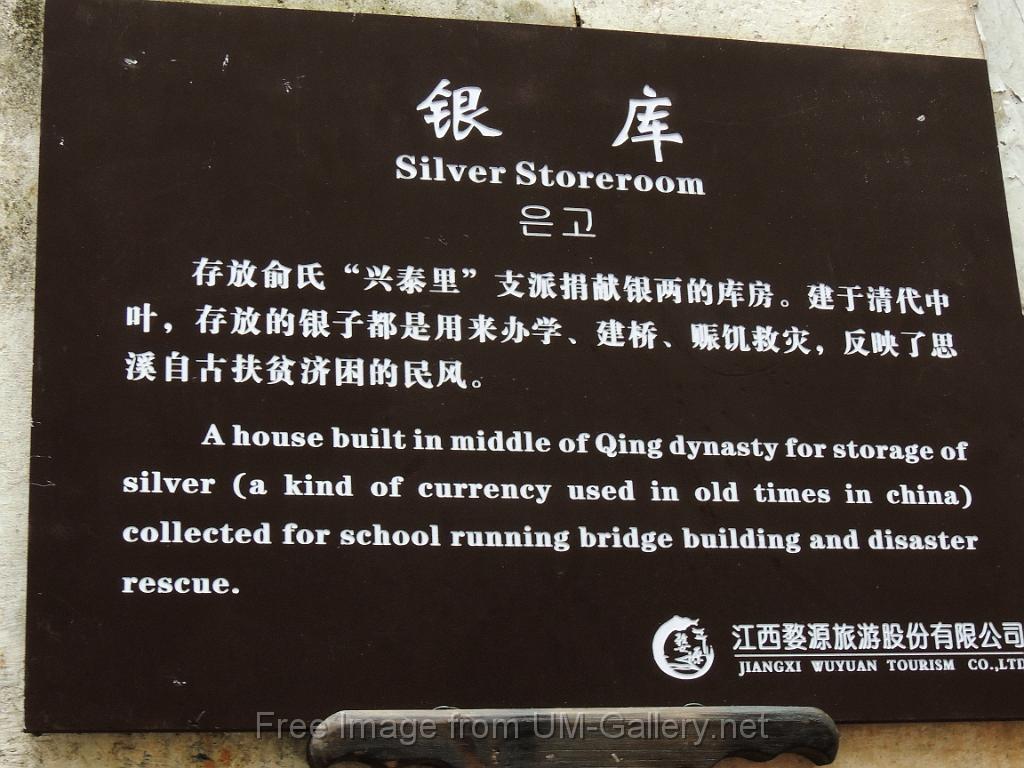 银 库
Silver Storeroom
은고
存放俞氏“兴泰里”支派捐献银两的库房。建于清代中
叶，存放的银子都是用来办学、建桥、赈饥救灾，反映了思
溪自古扶贫济困的民风。
A house built in middle of Qing dynasty for storage of
silver (a kind of currency used in old times in china)
collected for school running bridge building and disaster
rescue.
江西婺源旅游股份有限公司
JIANGXI WUYUAN TOURISM CO.,LTD
Free Image from UM-Gallery.net